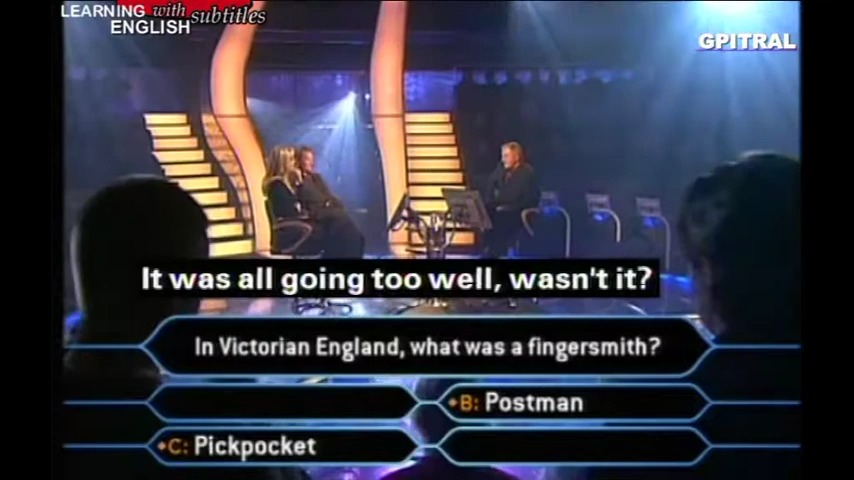 LEARNING with subtitles
ENGLISH
GPITRAL
It was all going too well, wasn't it?
In Victorian England, what was a fingersmith?
B: Postman
C: Pickpocket